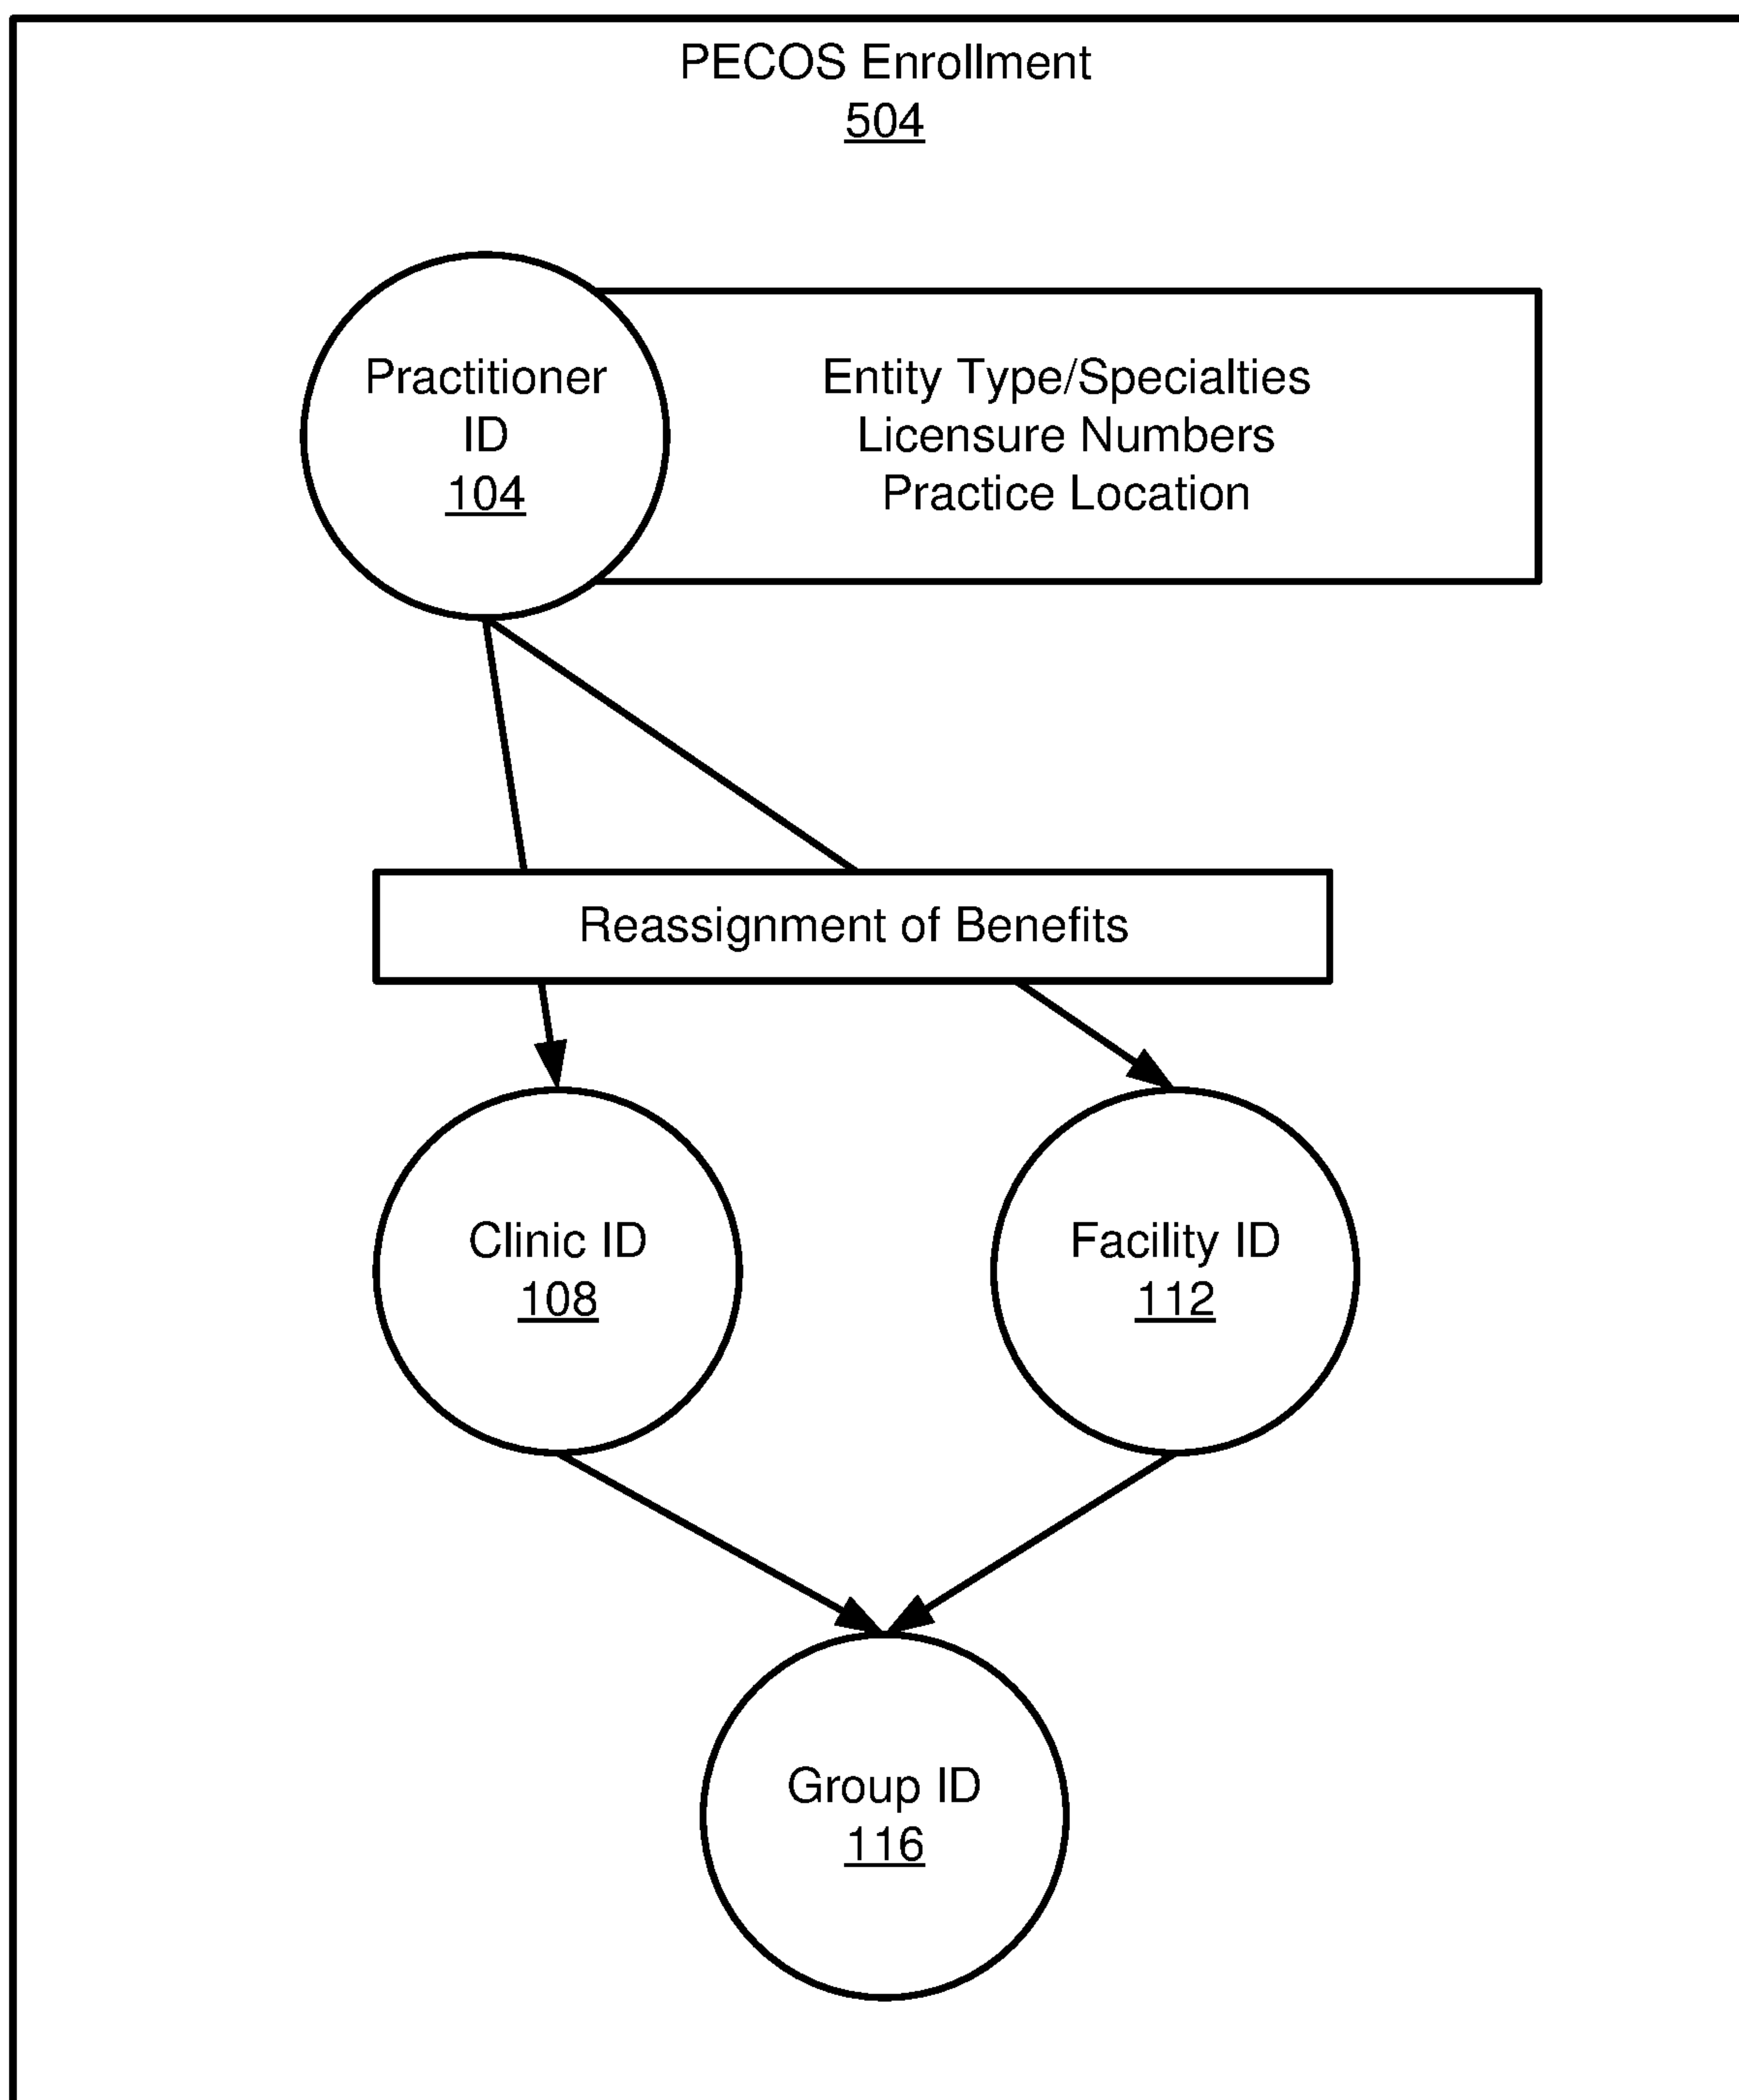 PECOS Enrollment
504
Practitioner
ID
104
Entity Type/Specialties
Licensure Numbers
Practice Location
Reassignment of Benefits
Clinic ID
108
Facility ID
112
Group ID
116